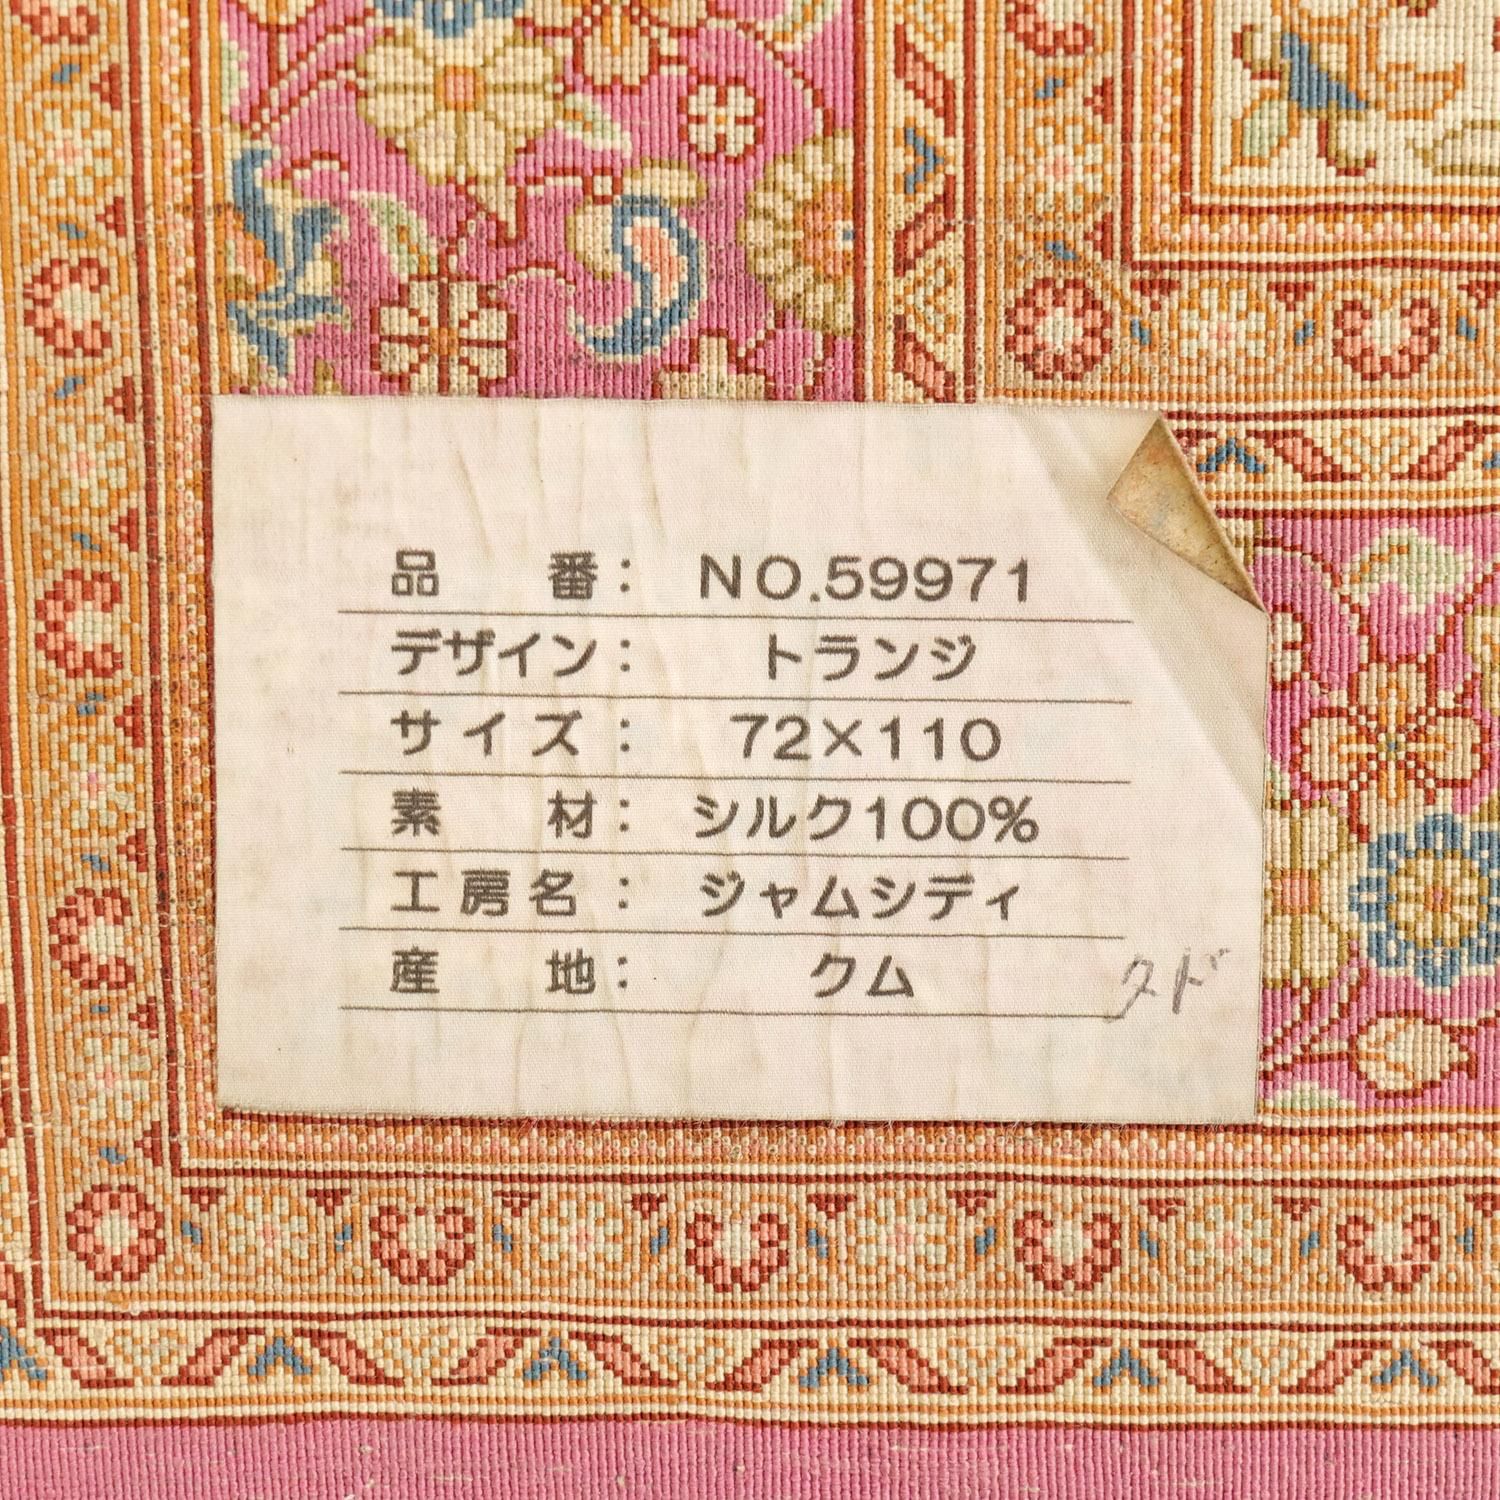 品番： NO.59971
デザイン： トランジ
サイズ： 72×110
素材： シルク100%
工房名： ジャムシディ
産地： クム